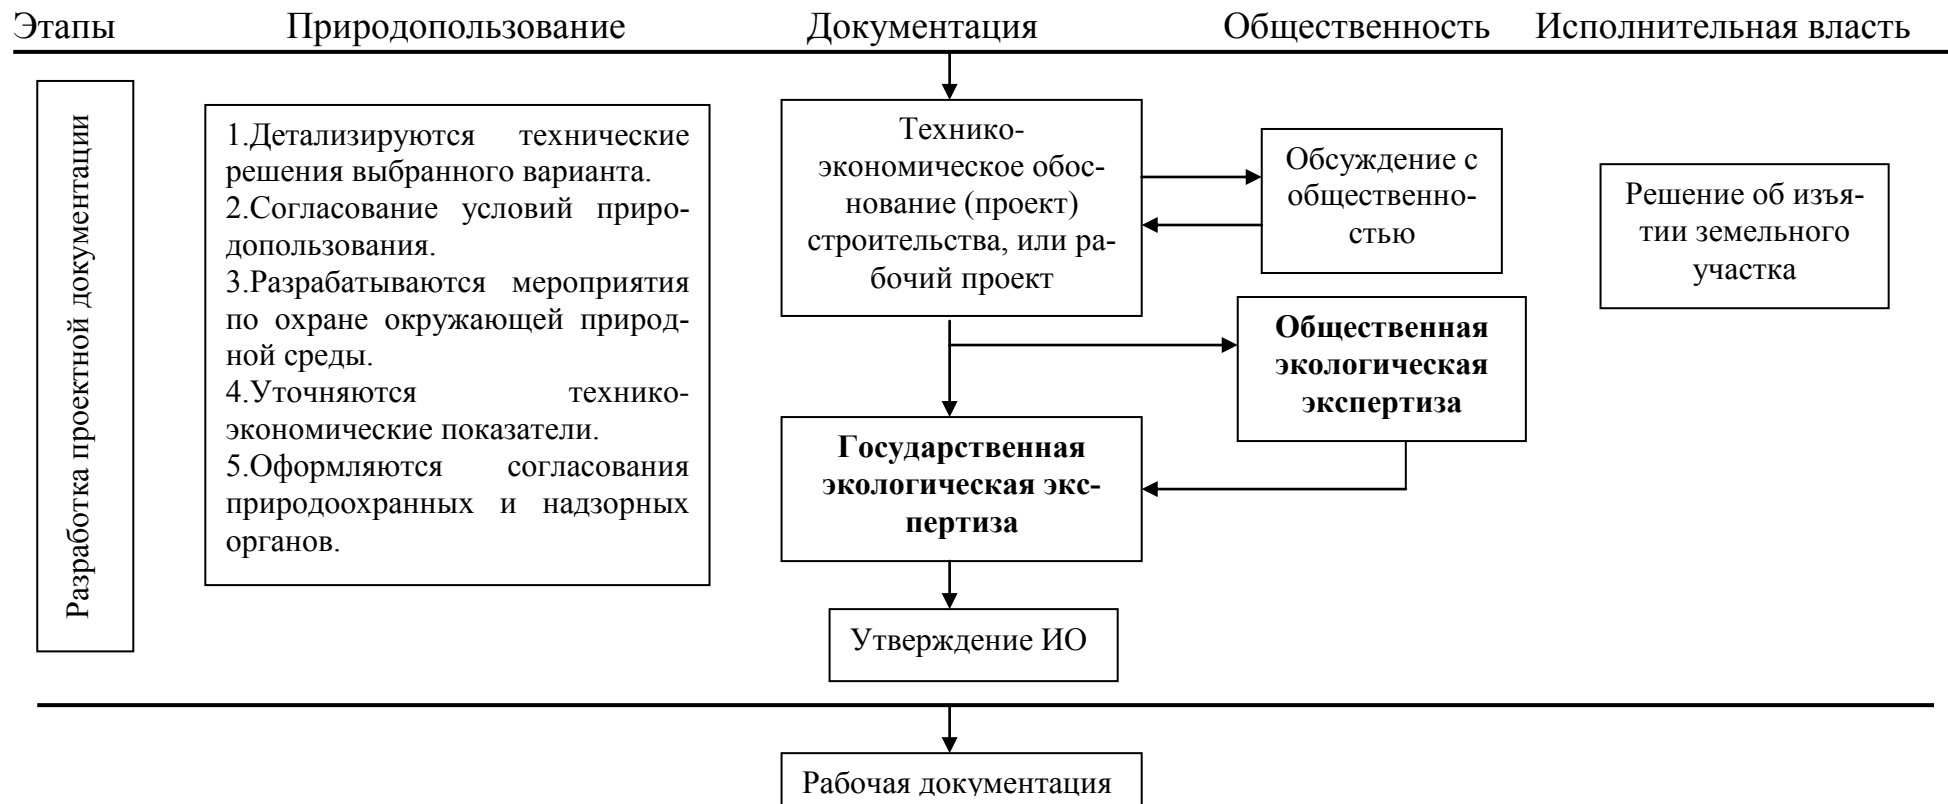 Этапы Природопользование Документация Общественность Исполнительная власть
Разработка проектной документации
1.Детализируются технические
решения выбранного варианта.
2.Согласование условий приро-
допользования.
3.Разрабатываются мероприятия
по охране окружающей природ-
ной среды.
4.Уточняются технико-
экономические показатели.
5.Оформляются согласования
природоохранных и надзорных
органов.
Технико-
экономическое обос-
нование (проект)
строительства, или ра-
бочий проект
Обсуждение с
общественно-
стью
Решение об изъя-
тии земельного
участка
Общественная
экологическая
экспертиза
Государственная
экологическая экс-
пертиза
Утверждение ИО
Рабочая документация